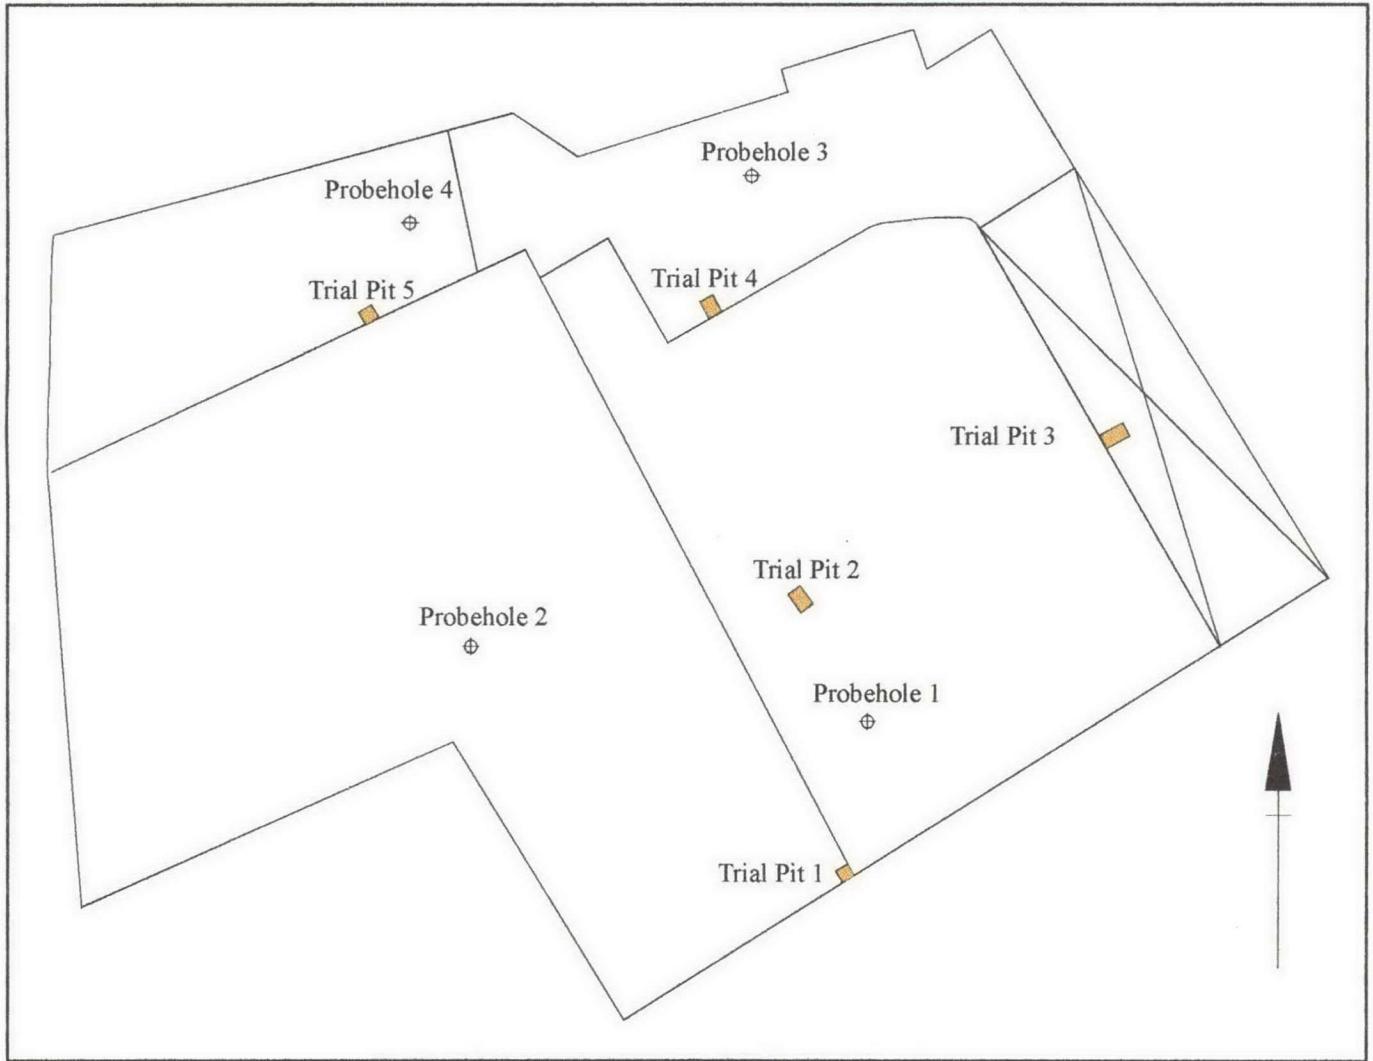 Probehole 3
Probehole 4
Trial Pit 4
Trial Pit 5
Trial Pit 3
Trial Pit 2
Probehole 2
Probehole 1
Trial Pit 1